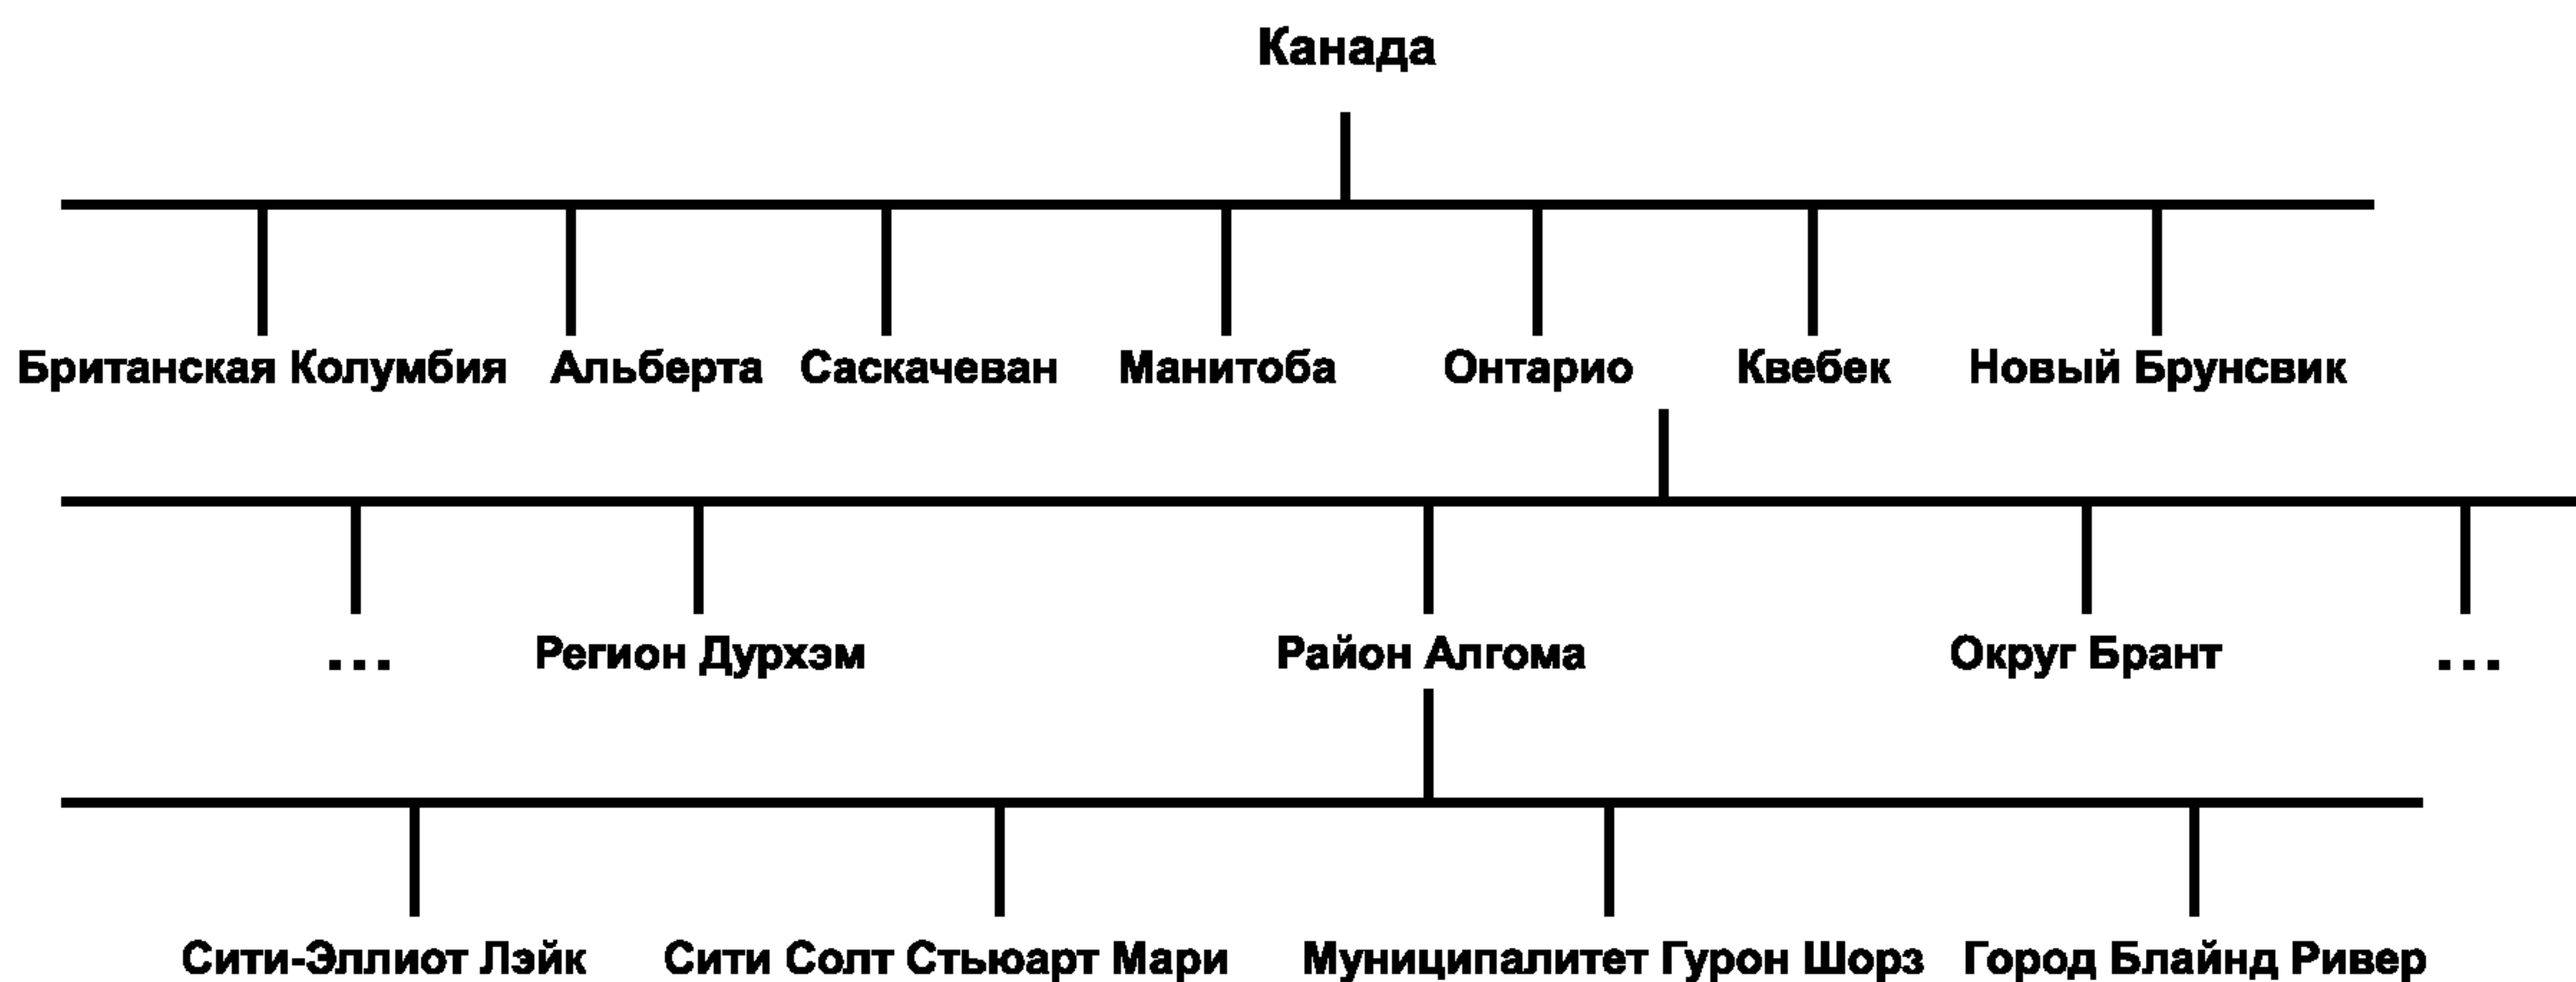 Канада
Британская Колумбия Альберта Саскачеван Манитоба Онтарио Квебек Новый Брунсвик
... Регион Дурхэм Район Алгома Округ Брант ...
Сити-Эллиот Лэйк Сити Солт Стьюарт Мари Муниципалитет Гурон Шорз Город Блайнд Ривер